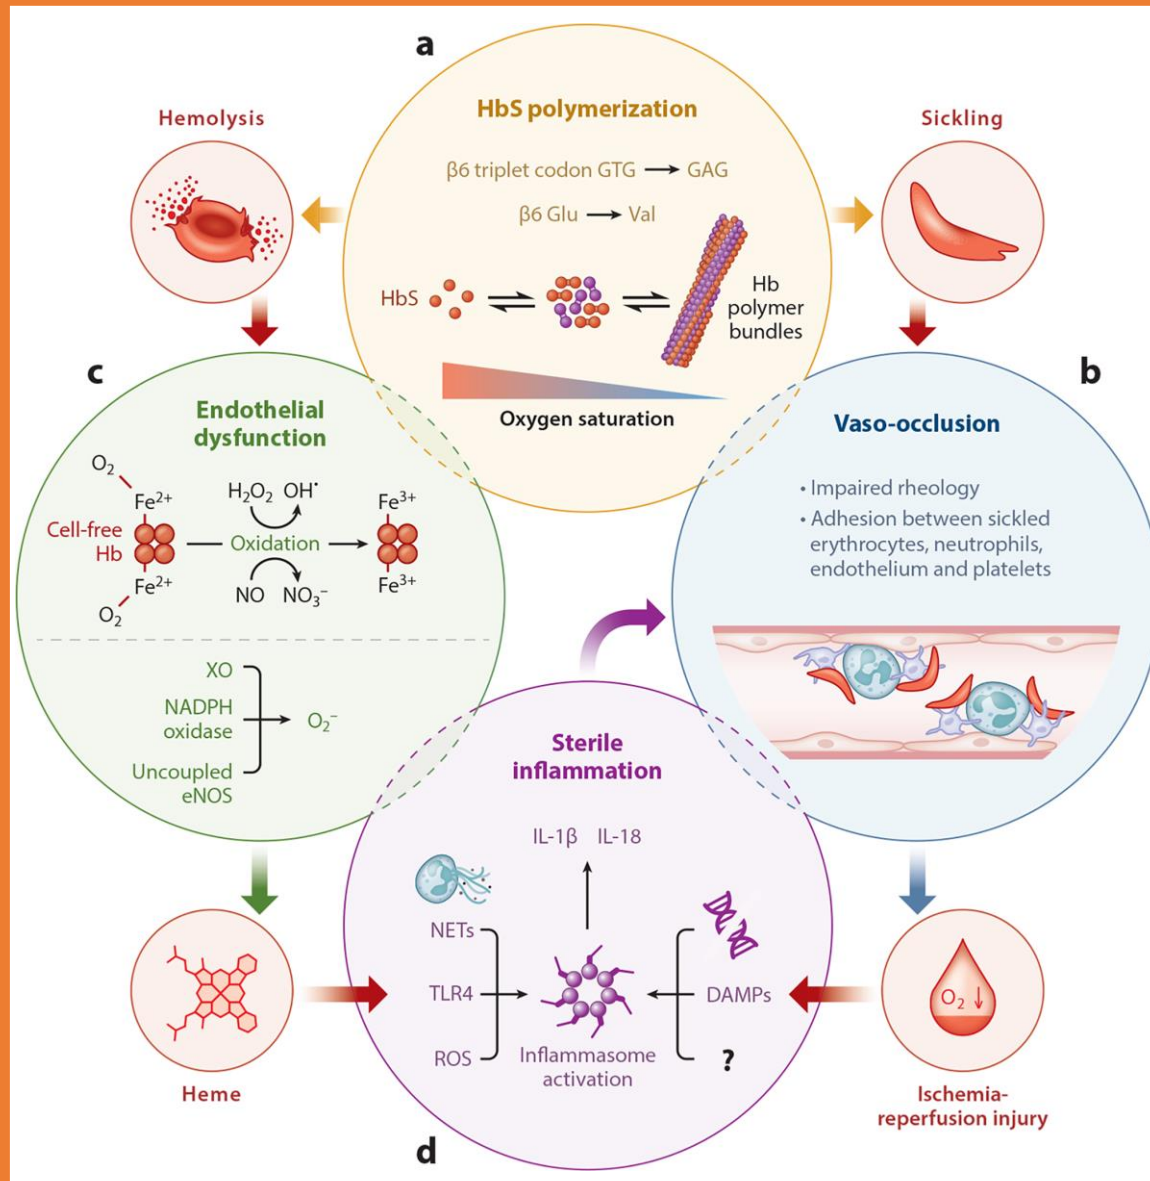 a
HbS polymerization
β6 triplet codon GTG → GAG
β6 Glu → Val
HbS
Hb
polymer
bundles
Oxygen saturation
Hemolysis
Sickling
c
Endothelial
dysfunction
O₂
Fe²⁺
Cell-free
Hb
Fe²⁺
O₂
H₂O₂ OH•
Oxidation
NO NO₃⁻
Fe³⁺
Fe³⁺
XO
NADPH
oxidase
Uncoupled
eNOS
O₂⁻
b
Vaso-occlusion
• Impaired rheology
• Adhesion between sickled
erythrocytes, neutrophils,
endothelium and platelets
Sterile
inflammation
IL-1β IL-18
NETs
TLR4
ROS
Inflammasome
activation
DAMPs
?
d
Heme
O₂ ↓
Ischemia-
reperfusion injury